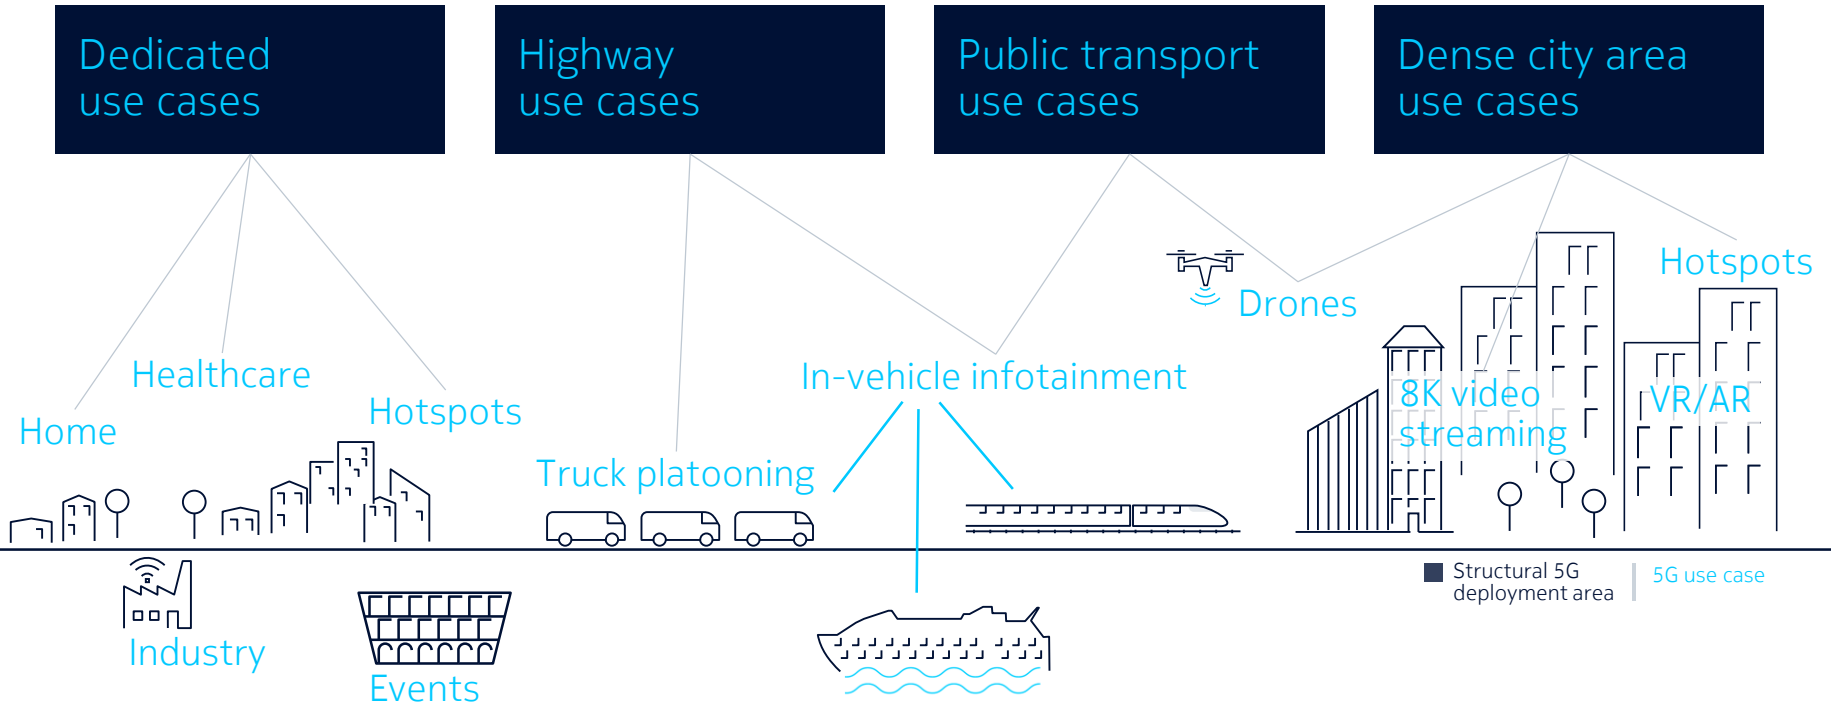 Dedicated
use cases
Highway
use cases
Public transport
use cases
Dense city area
use cases
Hotspots
Drones
Healthcare
In-vehicle infotainment
8K video
streaming
VR/AR
Hotspots
Home
Truck platooning
Structural 5G
deployment area
5G use case
Industry
Events